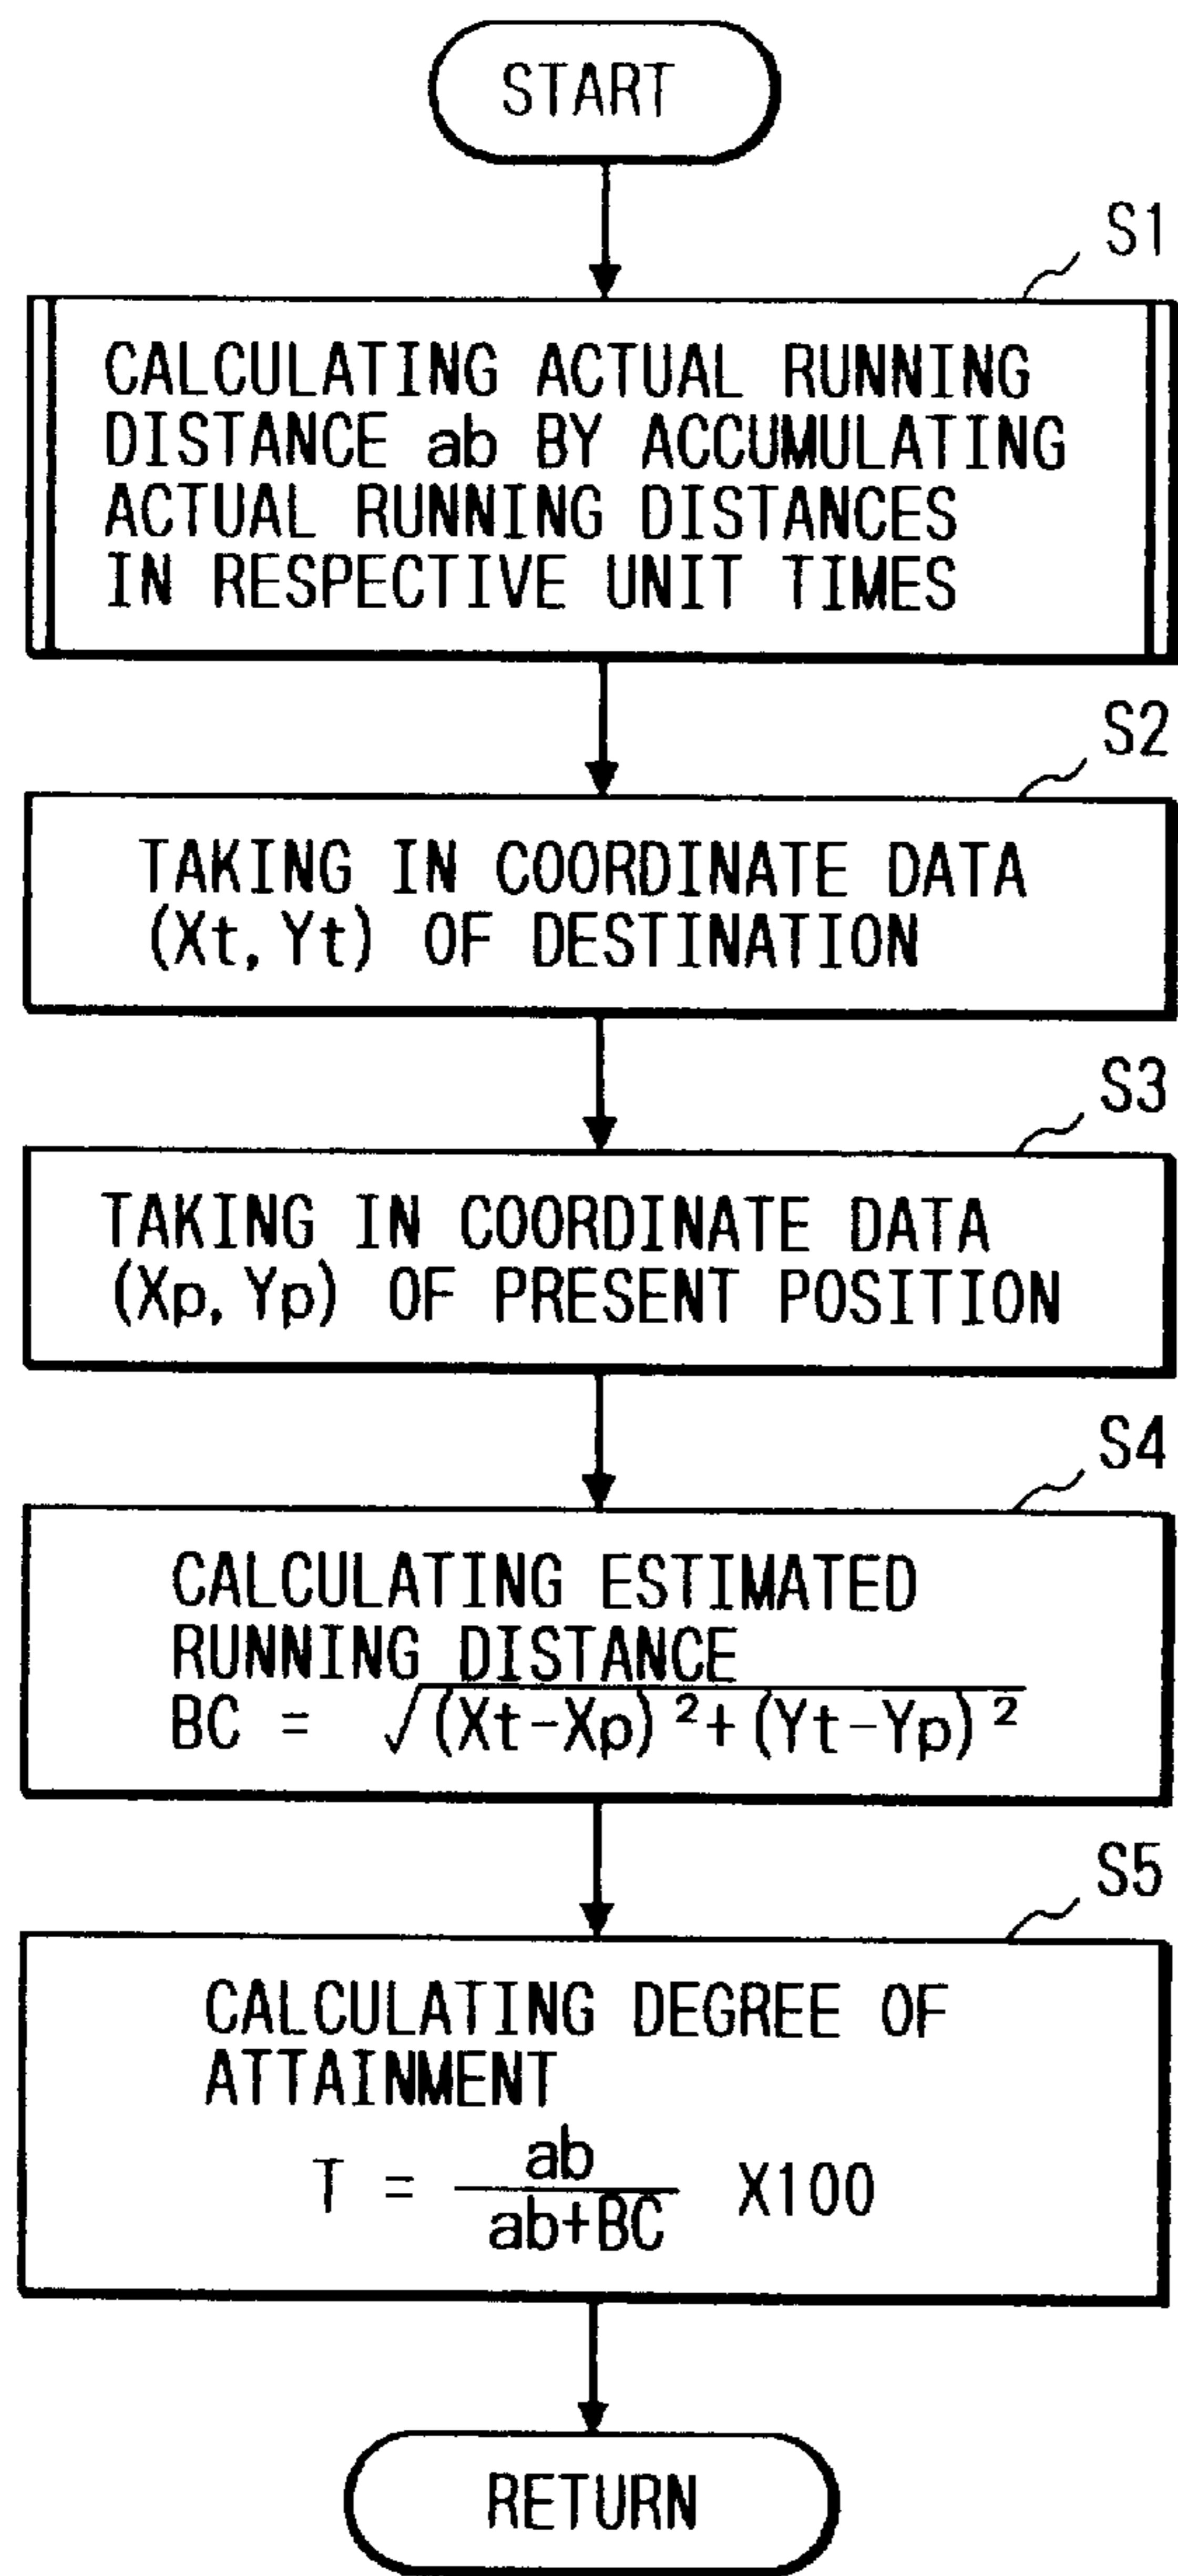 START
S1
CALCULATING ACTUAL RUNNING
DISTANCE ab BY ACCUMULATING
ACTUAL RUNNING DISTANCES
IN RESPECTIVE UNIT TIMES
S2
TAKING IN COORDINATE DATA
(Xt, Yt) OF DESTINATION
S3
TAKING IN COORDINATE DATA
(Xp, Yp) OF PRESENT POSITION
S4
CALCULATING ESTIMATED
RUNNING DISTANCE
BC = √(Xt-Xp)²+(Yt-Yp)²
S5
CALCULATING DEGREE OF
ATTAINMENT
T = ab/ab+BC X100
RETURN